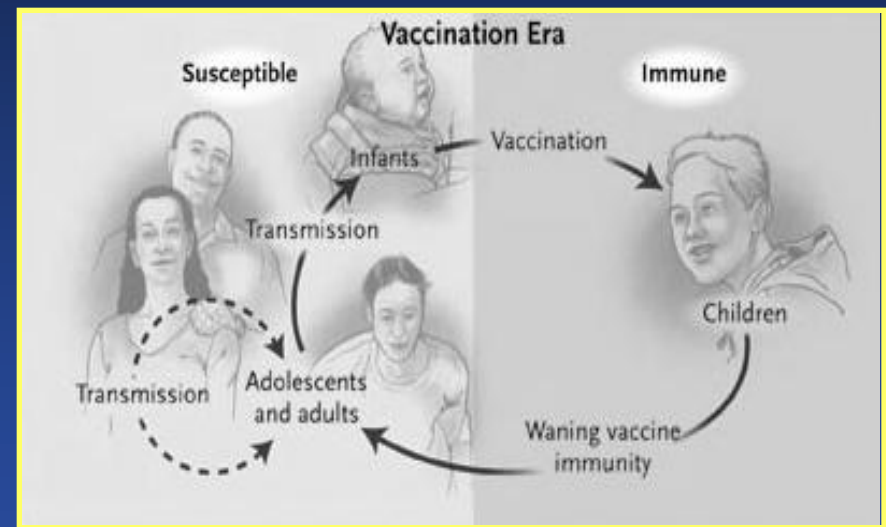 Vaccination Era
Susceptible
Immune
Infants
Vaccination
Transmission
Children
Transmission
Adolescents
and adults
Waning vaccine
immunity